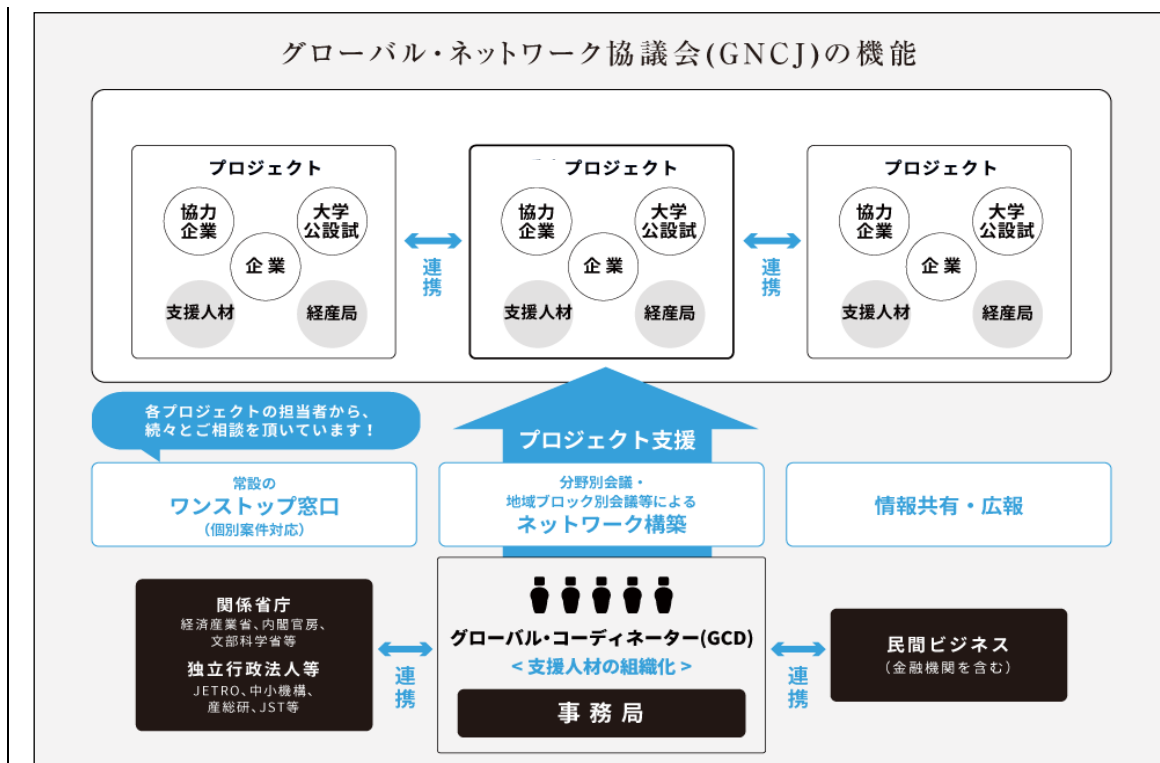 グローバル・ネットワーク協議会(GNCJ)の機能
プロジェクト
協力
企業
大学
公設試
企業
支援人材
経産局
連携
プロジェクト
協力
企業
大学
公設試
企業
支援人材
経産局
連携
プロジェクト
協力
企業
大学
公設試
企業
支援人材
経産局
各プロジェクトの担当者から、
続々とご相談を頂いています！
プロジェクト支援
常設の
ワンストップ窓口
(個別案件対応)
分野別会議・
地域ブロック別会議等による
ネットワーク構築
情報共有・広報
関係省庁
経済産業省、内閣官房、
文部科学省等
独立行政法人等
JETRO、中小機構、
産総研、JST等
連携
グローバル・コーディネーター(GCD)
< 支援人材の組織化 >
事務局
連携
民間ビジネス
(金融機関を含む)